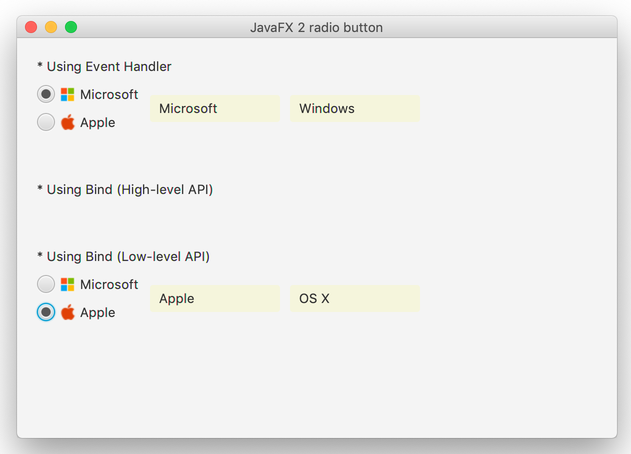 JavaFX 2 radio button
* Using Event Handler
Microsoft
Apple
Microsoft
Windows
* Using Bind (High-level API)
* Using Bind (Low-level API)
Microsoft
Apple
Apple
OS X